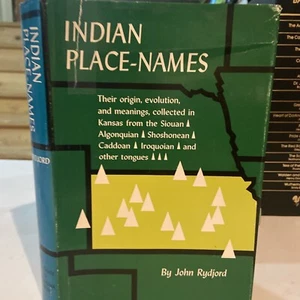 INDIAN
PLACE-NAMES
Their origin, evolution,
and meanings, collected in
Kansas from the Siouan
Algonquian Shoshonean
Caddoan Iroquoian and
other tongues
By John Rydjord
INDIAN
PLACE-NAMES